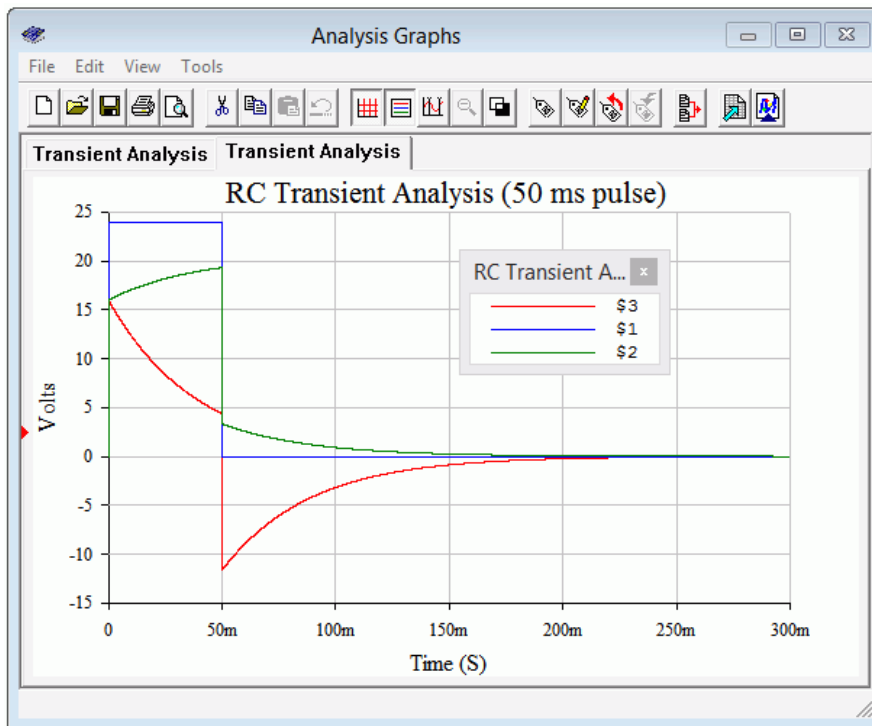 Analysis Graphs
File Edit View Tools
Transient Analysis Transient Analysis
RC Transient Analysis (50 ms pulse)
25
20
15
10
5
0
-5
-10
-15
Volts
RC Transient A... x
$3
$1
$2
0 50m 100m 150m 200m 250m 300m
Time (S)